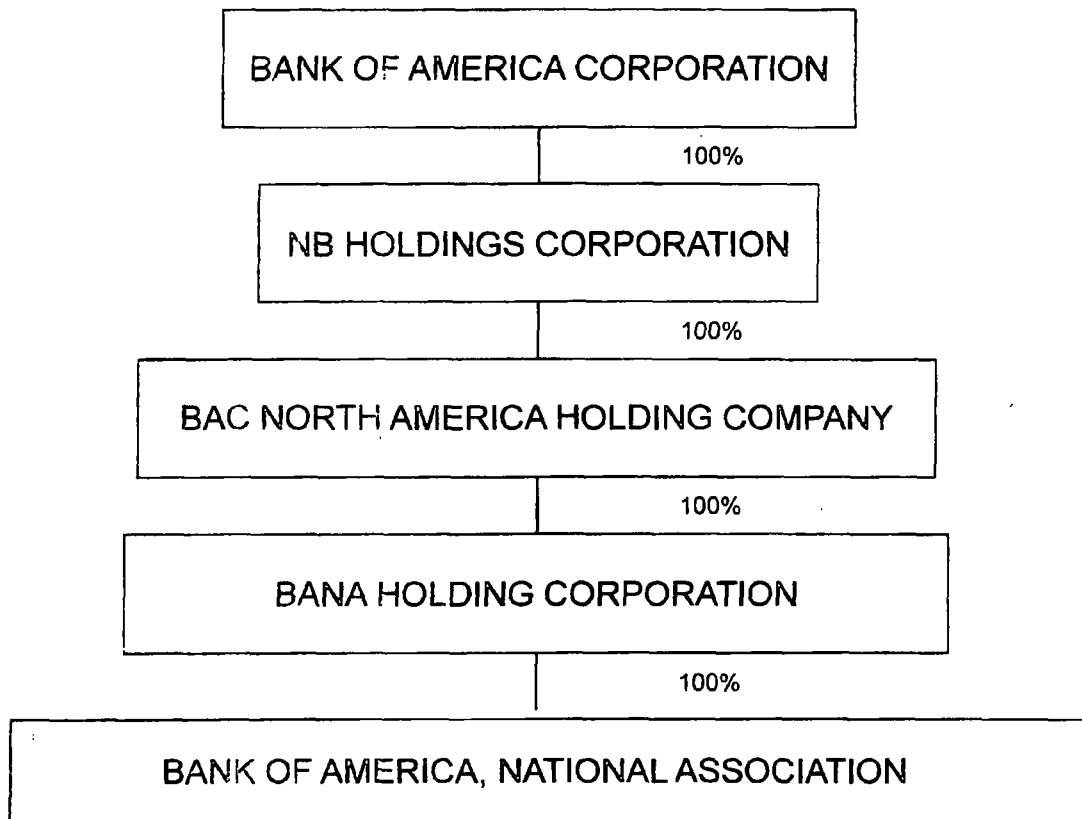 BANK OF AMERICA CORPORATION
100%
NB HOLDINGS CORPORATION
100%
BAC NORTH AMERICA HOLDING COMPANY
100%
BANA HOLDING CORPORATION
100%
BANK OF AMERICA, NATIONAL ASSOCIATION